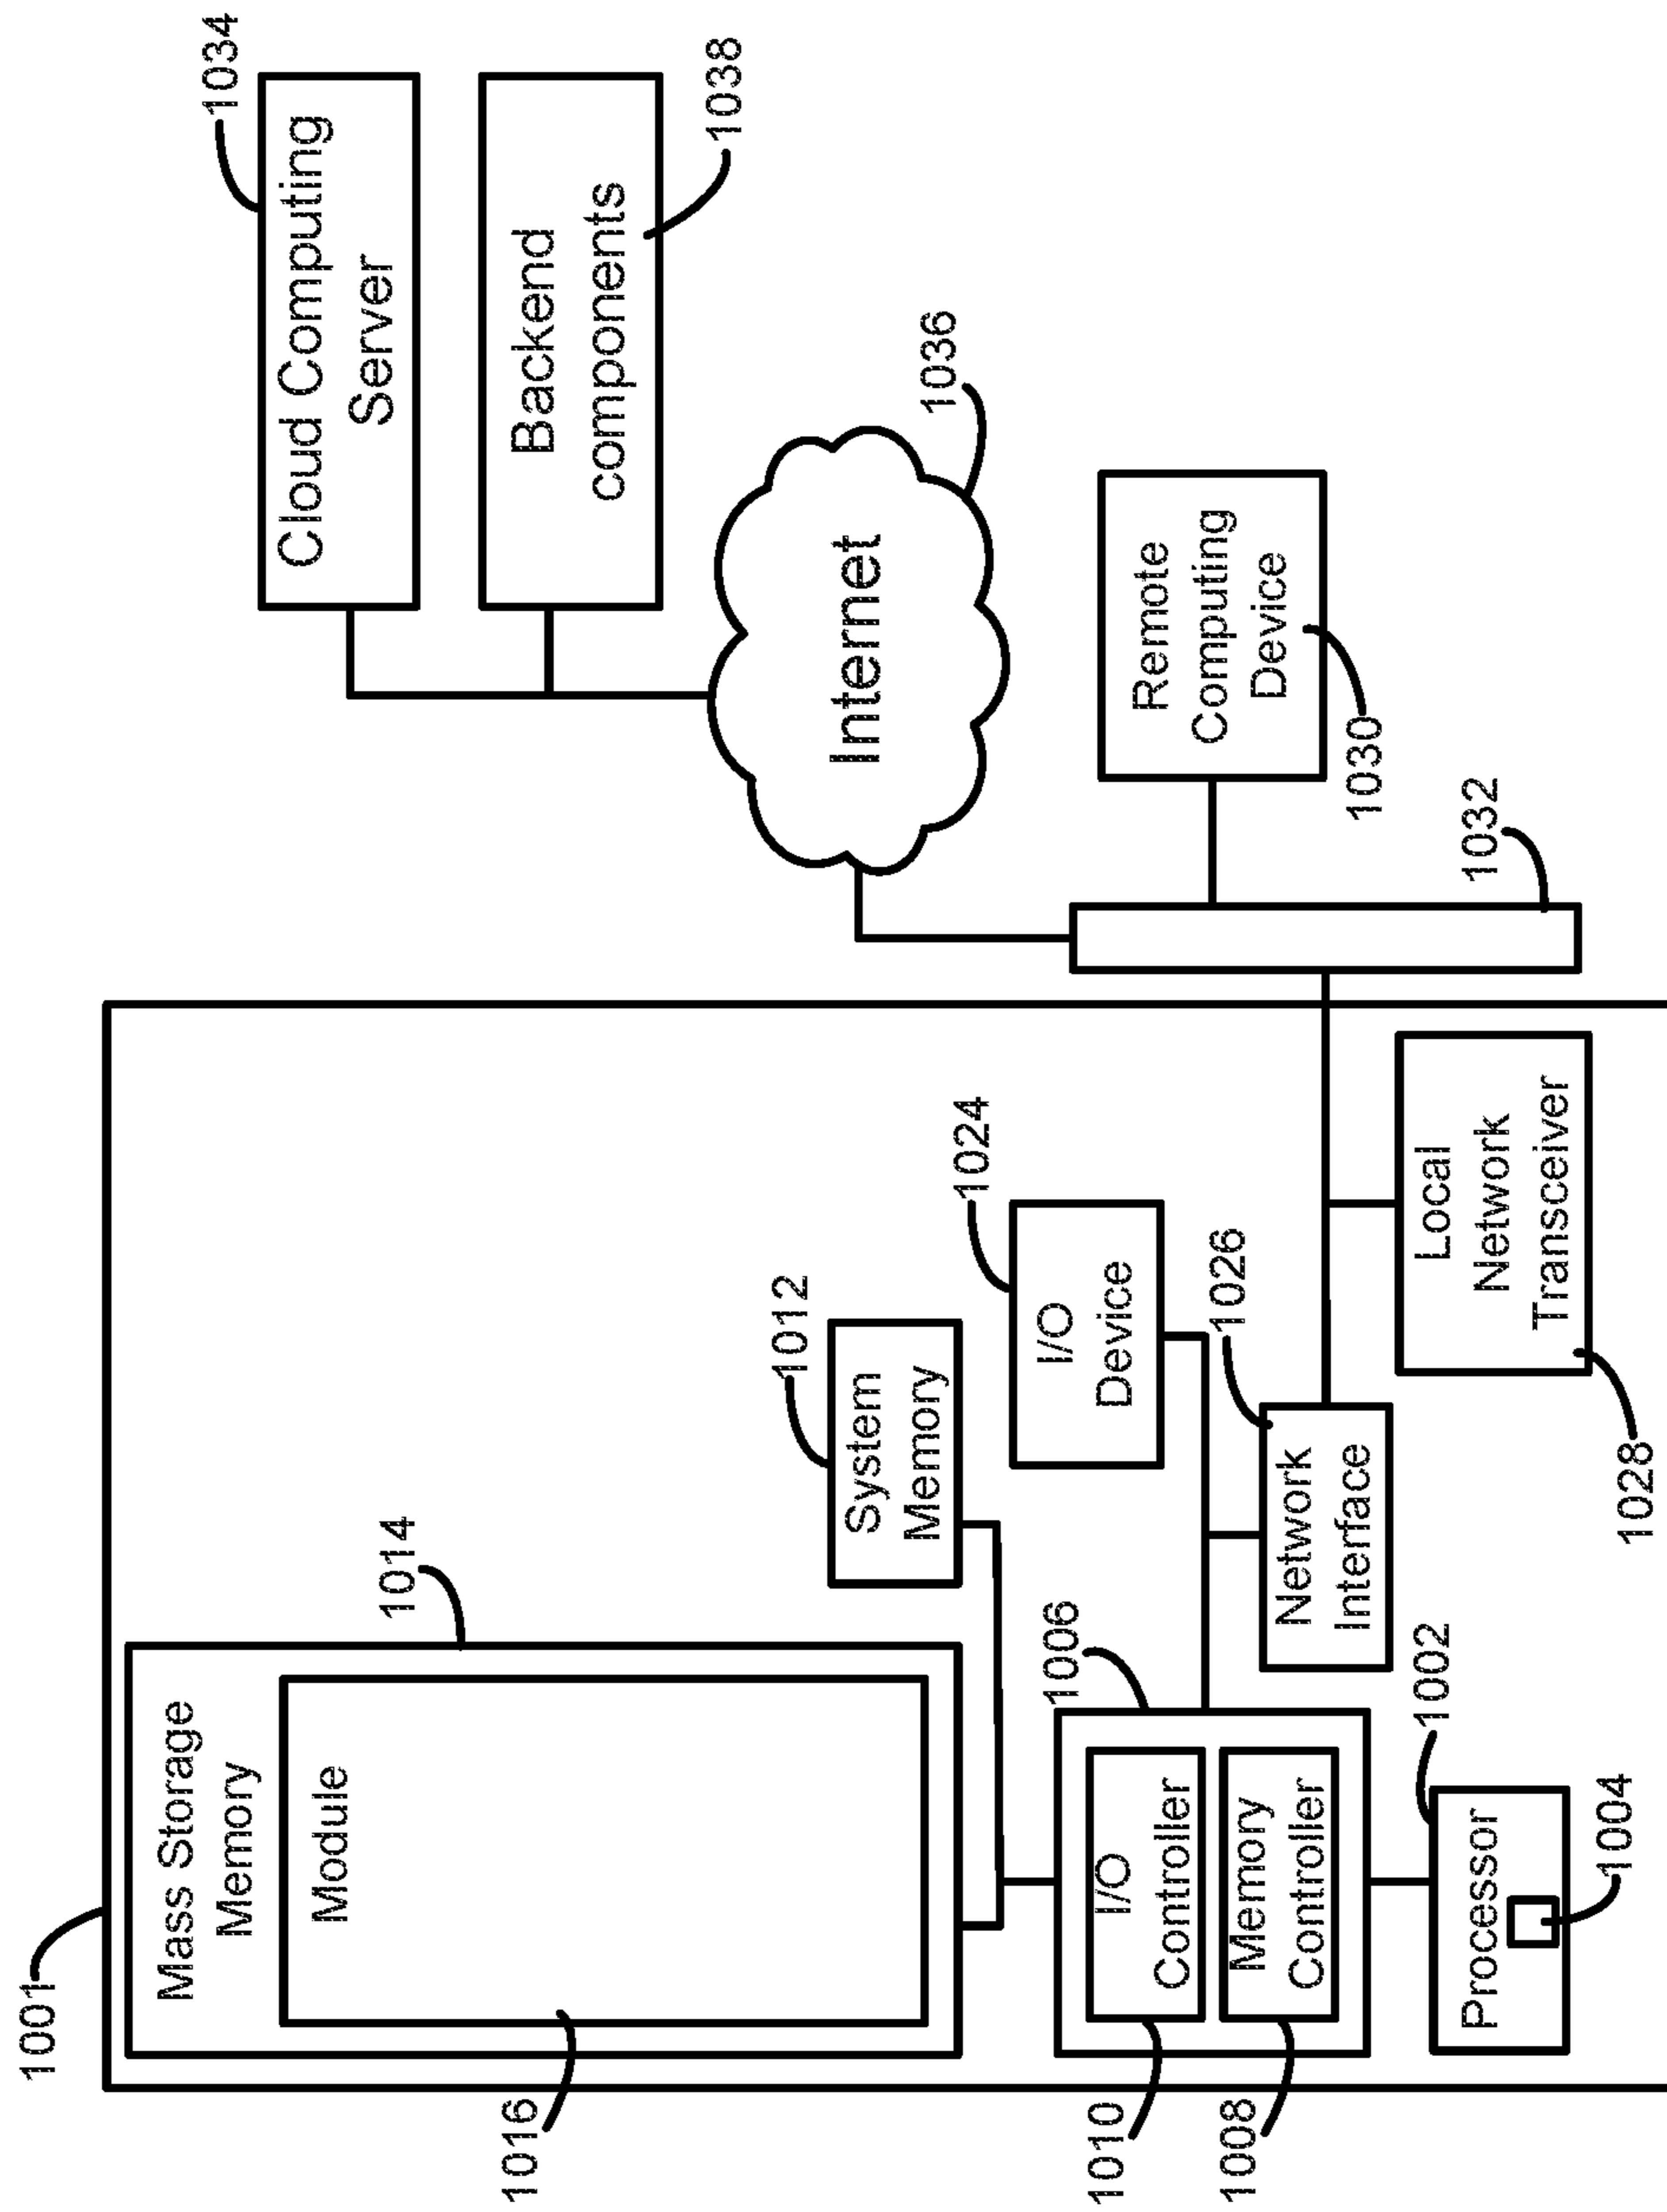 1001
Mass Storage
Memory
1014
Module
1016
System
Memory
1012
I/O
Device
1024
1006
I/O
Controller
1010
Memory
Controller
1008
Network
Interface
1026
Processor
1002
1004
Local
Network
Transceiver
1028
Cloud Computing
Server
1034
Backend
components
1038
Internet
1036
Remote
Computing
Device
1030
1032